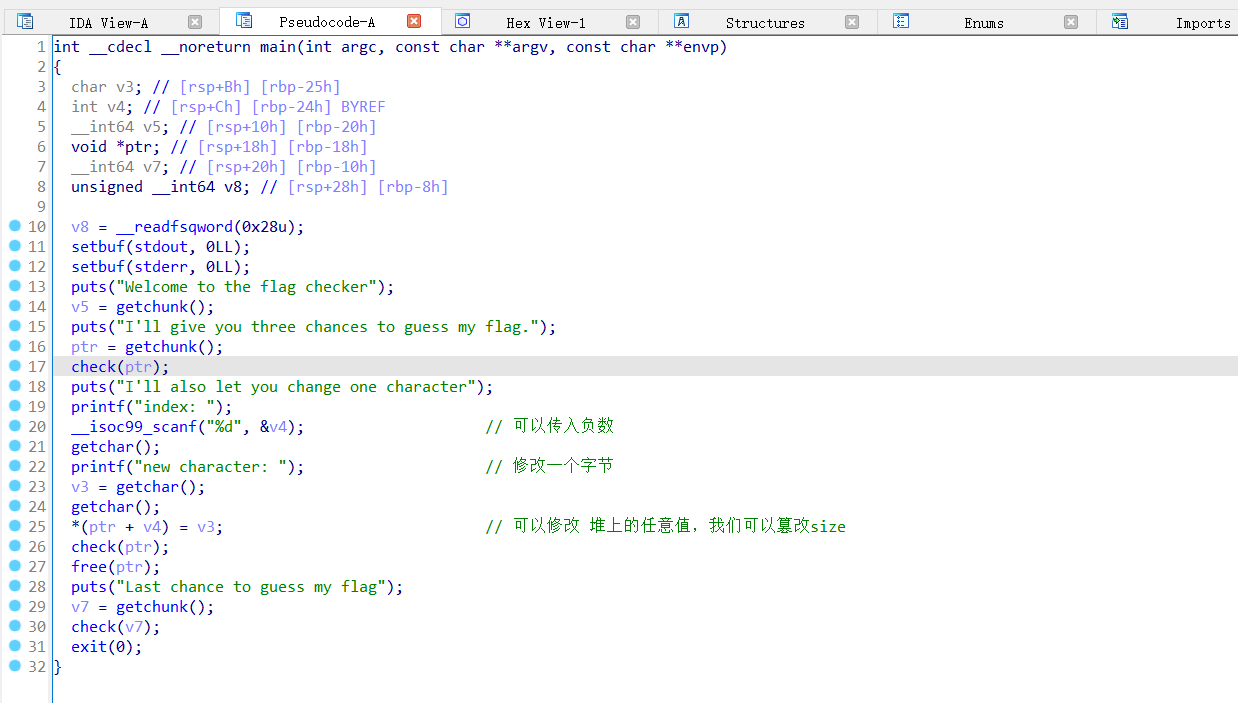 IDA View-A Pseudocode-A Hex View-1 Structures Enums Imports
1 int __cdecl __noreturn main(int argc, const char **argv, const char **envp)
2 {
3   char v3; // [rsp+Bh] [rbp-25h]
4   int v4; // [rsp+Ch] [rbp-24h] BYREF
5   __int64 v5; // [rsp+10h] [rbp-20h]
6   void *ptr; // [rsp+18h] [rbp-18h]
7   __int64 v7; // [rsp+20h] [rbp-10h]
8   unsigned __int64 v8; // [rsp+28h] [rbp-8h]
9
10   v8 = __readfsqword(0x28u);
11   setbuf(stdout, 0LL);
12   setbuf(stderr, 0LL);
13   puts("Welcome to the flag checker");
14   v5 = getchunk();
15   puts("I'll give you three chances to guess my flag.");
16   ptr = getchunk();
17   check(ptr);
18   puts("I'll also let you change one character");
19   printf("index: ");
20   __isoc99_scanf("%d", &v4); // 可以传入负数
21   getchar();
22   printf("new character: "); // 修改一个字节
23   v3 = getchar();
24   getchar();
25   *(ptr + v4) = v3; // 可以修改 堆上的任意值，我们可以篡改size
26   check(ptr);
27   free(ptr);
28   puts("Last chance to guess my flag");
29   v7 = getchunk();
30   check(v7);
31   exit(0);
32 }